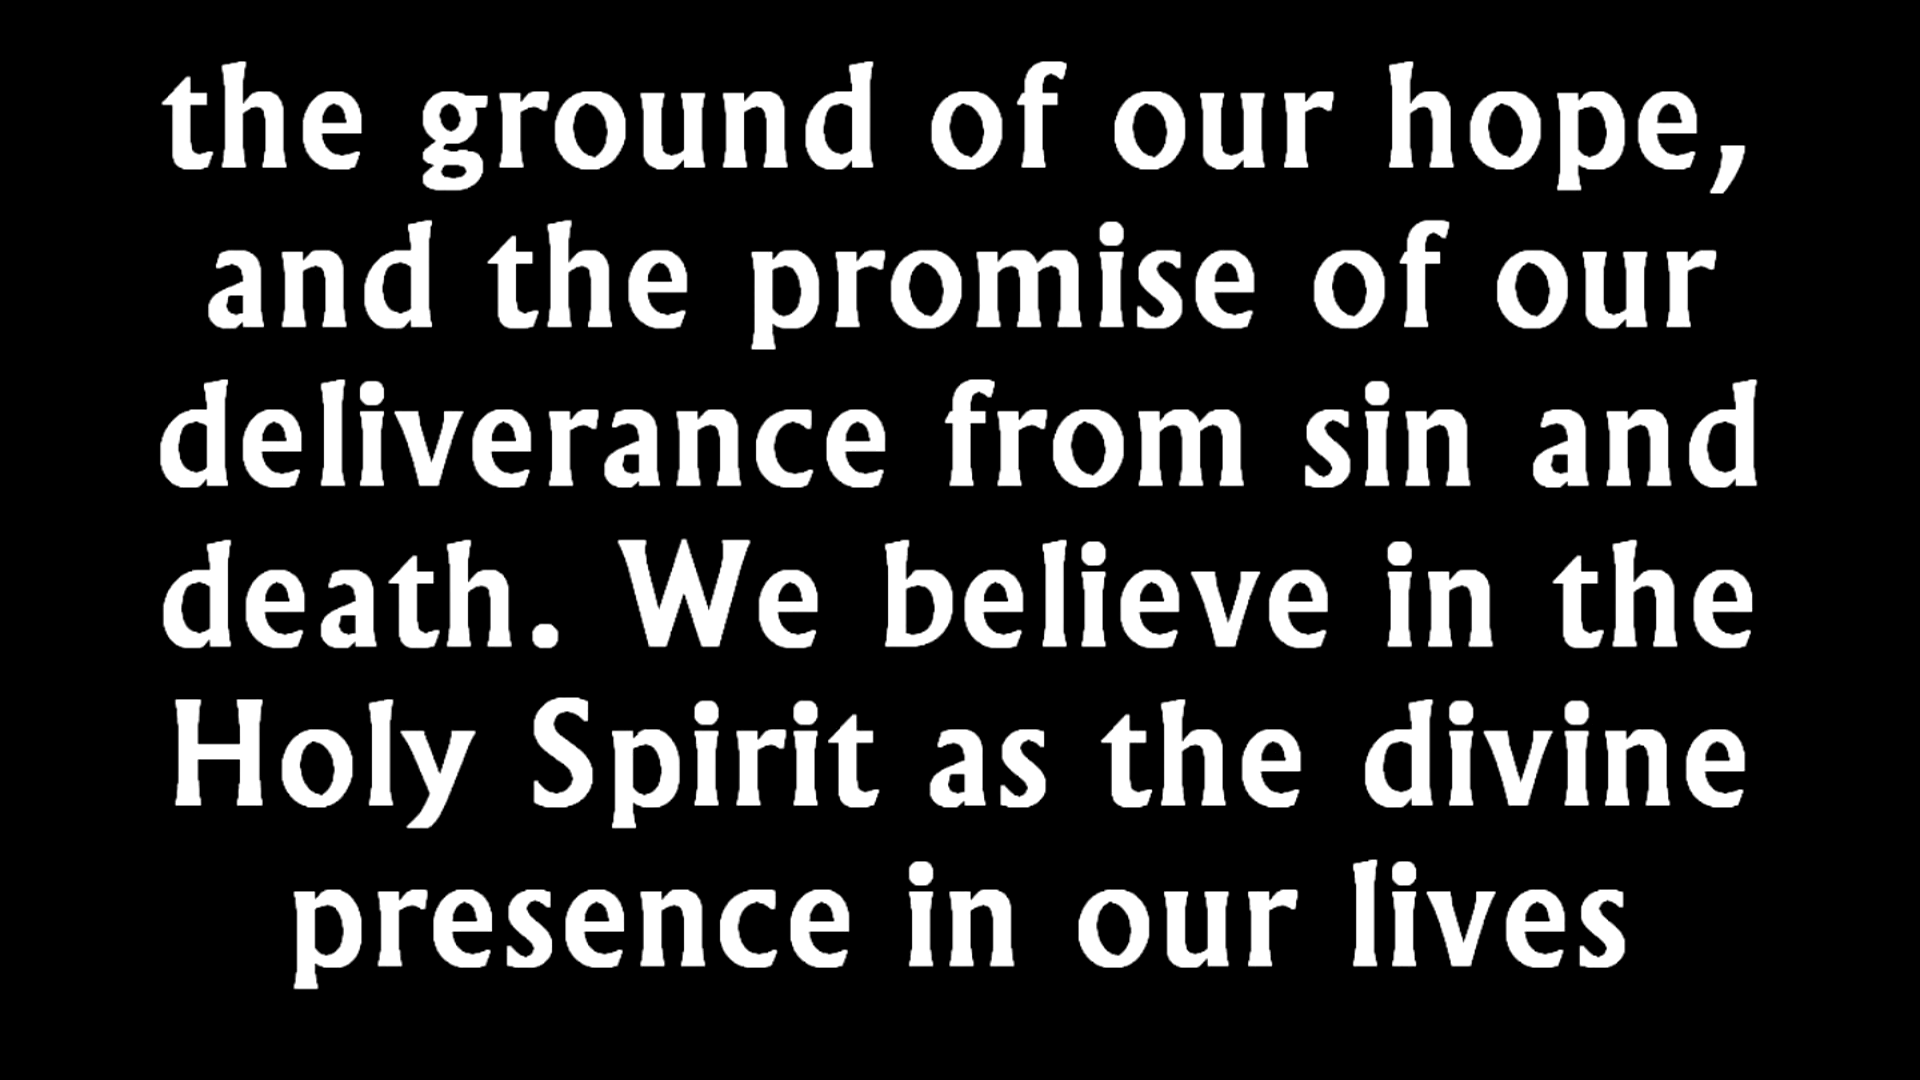 the ground of our hope,
and the promise of our
deliverance from sin and
death. We believe in the
Holy Spirit as the divine
presence in our lives